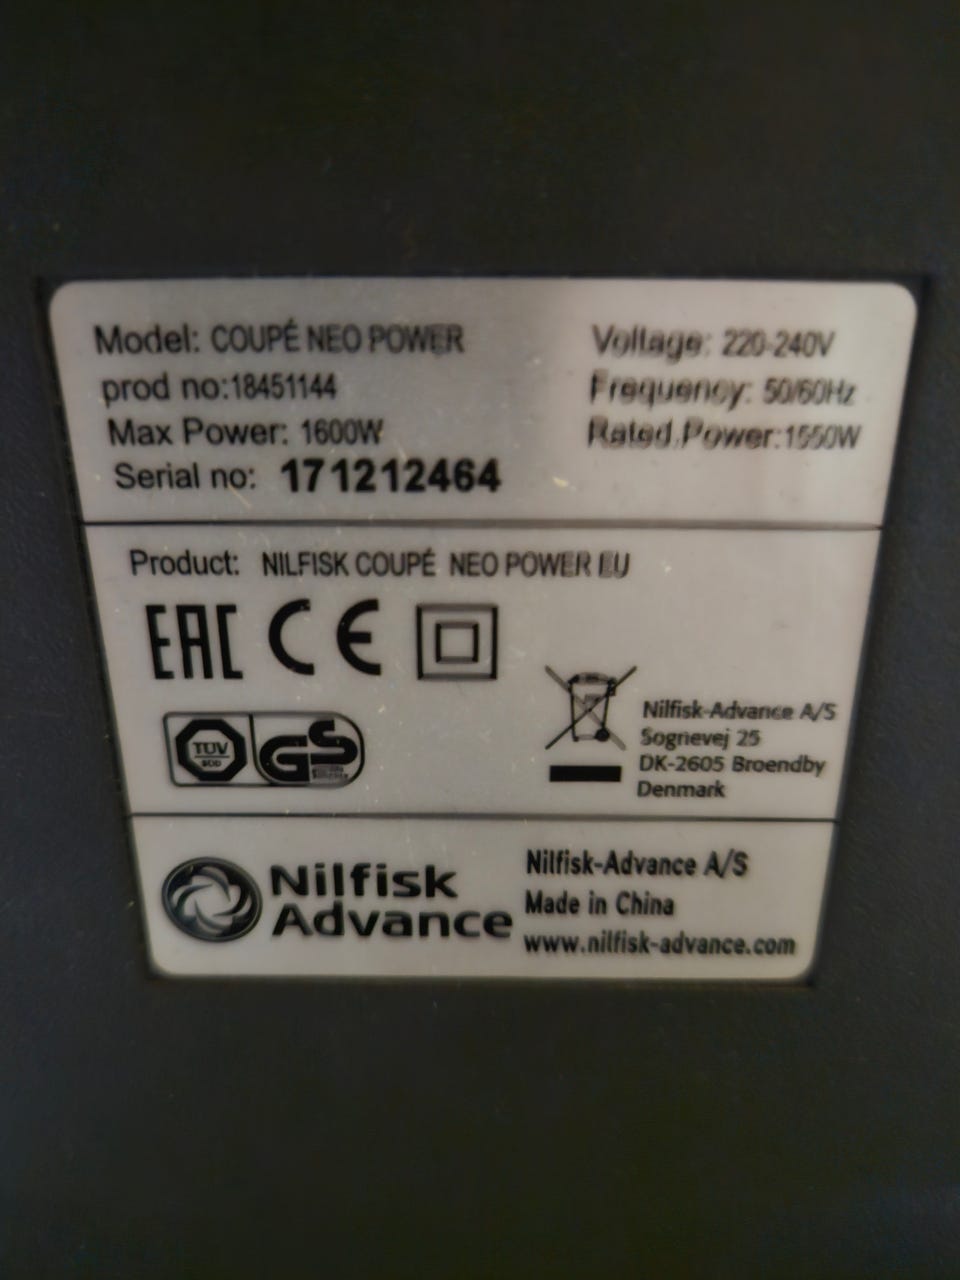 Model: COUPÉ NEO POWER
prod no:18451144
Max Power: 1600W
Serial no: 171212464
Voltage: 220-240V
Frequency: 50/60Hz
Rated.Power:1550W
Product: NILFISK COUPÉ NEO POWER EU
EAC CE
TÜV
SÜD
GS
Nilfisk-Advance A/S
Sognevej 25
DK-2605 Broendby
Denmark
Nilfisk
Advance
Nilfisk-Advance A/S
Made in China
www.nilfisk-advance.com